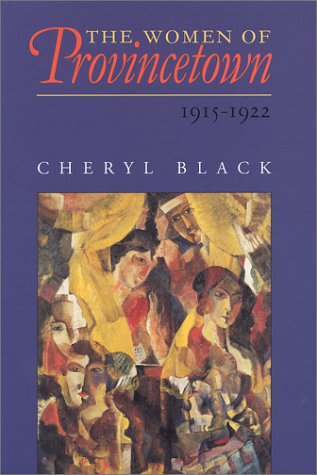 THE WOMEN OF
Provincetown
1915-1922
CHERYL BLACK